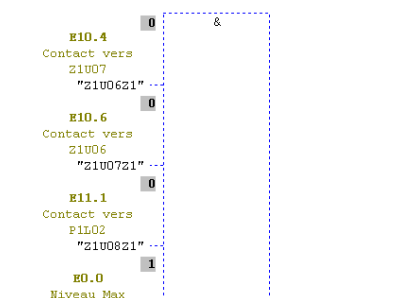 0
&
E10.4
Contact vers
Z1U07
"Z1U06Z1"
0
E10.6
Contact vers
Z1U06
"Z1U07Z1"
0
E11.1
Contact vers
P1L02
"Z1U08Z1"
1
E0.0
Niveau Max